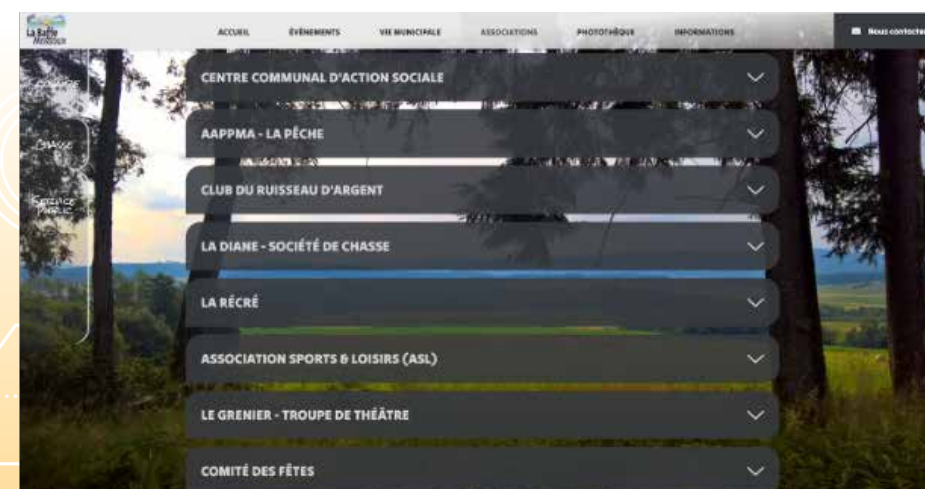 La Baffe
ACCUEIL
ÉVÉNEMENTS
VIE MUNICIPALE
ASSOCIATIONS
PHOTOTHÈQUE
INFORMATIONS
Nous contacter
CHASSE
SERVICE
PUBLIC
CENTRE COMMUNAL D'ACTION SOCIALE
AAPPMA - LA PÊCHE
CLUB DU RUISSEAU D'ARGENT
LA DIANE - SOCIÉTÉ DE CHASSE
LA RÉCRÉ
ASSOCIATION SPORTS & LOISIRS (ASL)
LE GRENIER - TROUPE DE THÉÂTRE
COMITÉ DES FÊTES